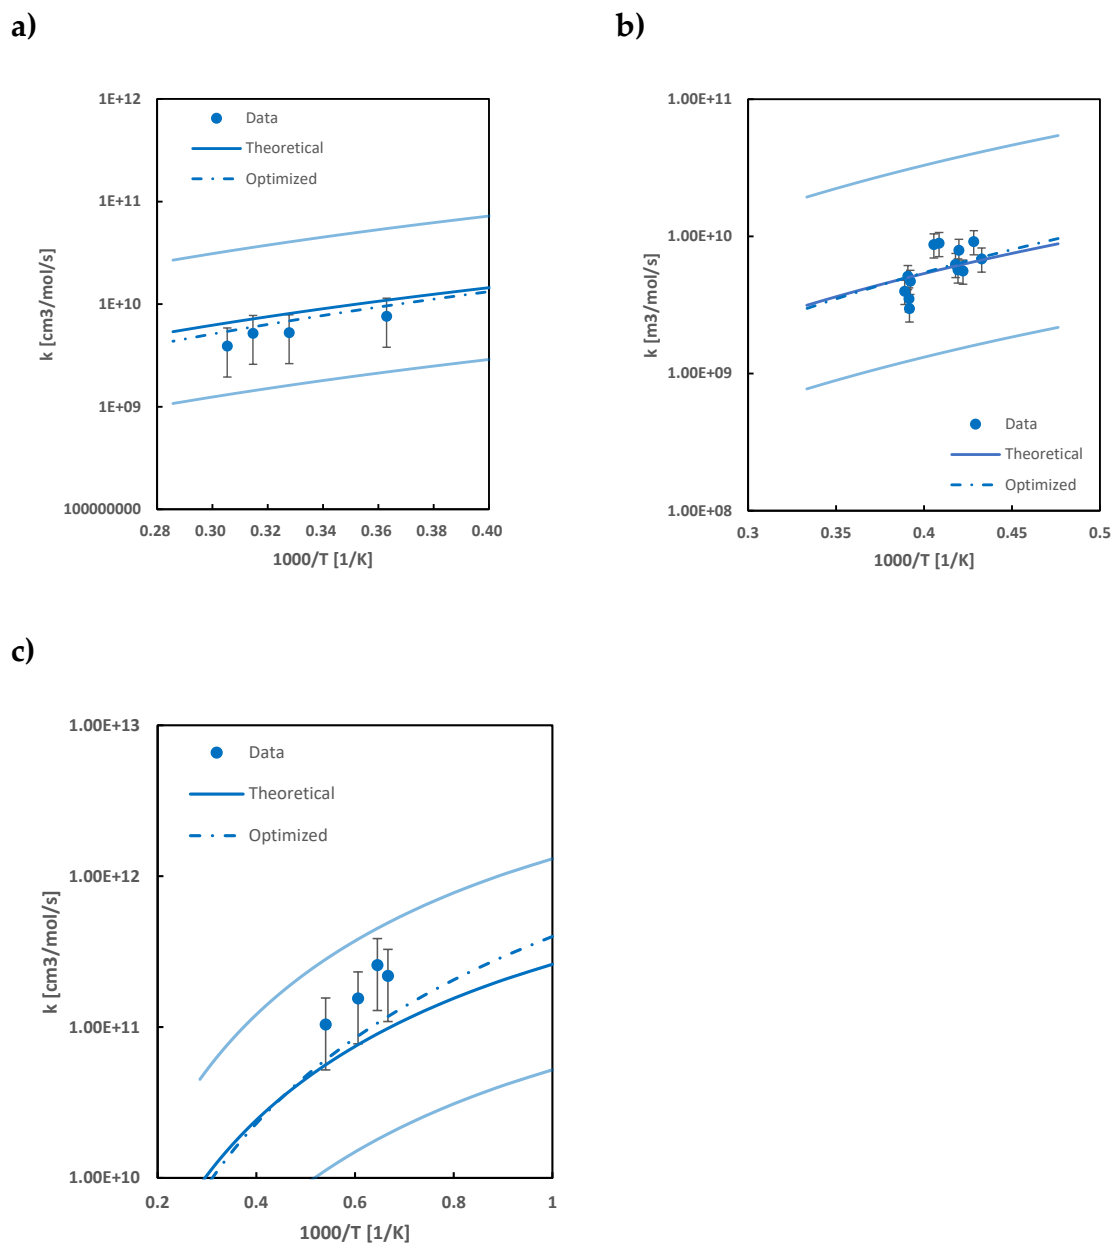 a)
1E+12
1E+11
1E+10
1E+09
100000000
k [cm3/mol/s]
Data
Theoretical
Optimized
0.28 0.30 0.32 0.34 0.36 0.38 0.40
1000/T [1/K]
b)
1.00E+11
1.00E+10
1.00E+09
1.00E+08
k [m3/mol/s]
Data
Theoretical
Optimized
0.3 0.35 0.4 0.45 0.5
1000/T [1/K]
c)
1.00E+13
1.00E+12
1.00E+11
1.00E+10
k [cm3/mol/s]
Data
Theoretical
Optimized
0.2 0.4 0.6 0.8 1
1000/T [1/K]